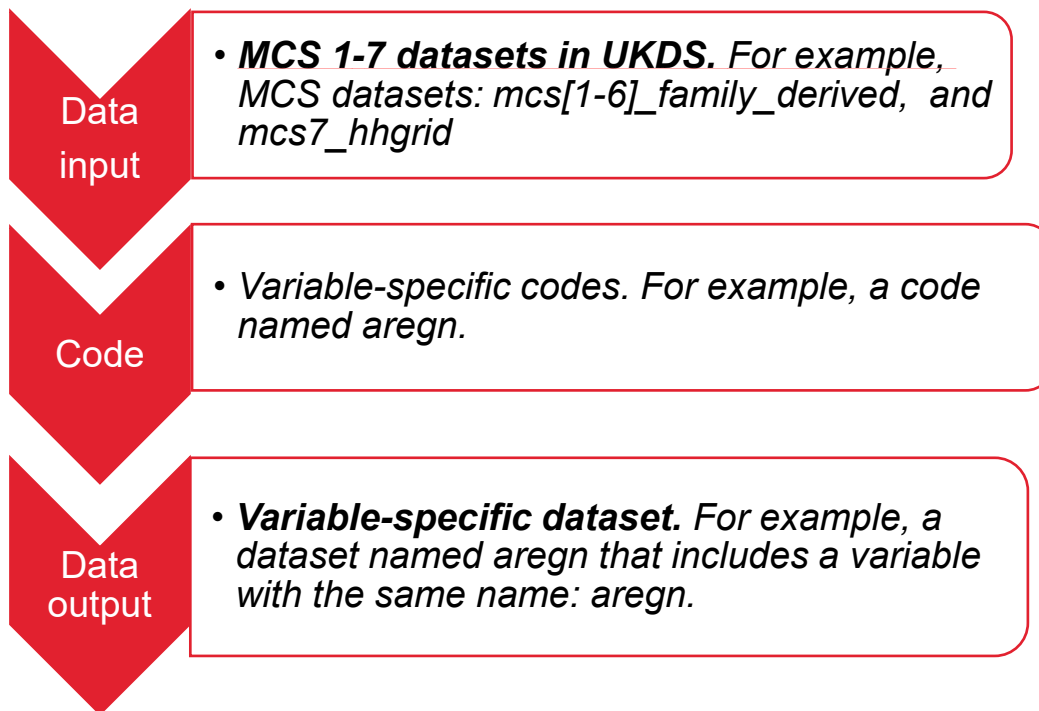 Data
input
• MCS 1-7 datasets in UKDS. For example,
MCS datasets: mcs[1-6]_family_derived, and
mcs7_hhgrid
Code
• Variable-specific codes. For example, a code
named aregn.
Data
output
• Variable-specific dataset. For example, a
dataset named aregn that includes a variable
with the same name: aregn.